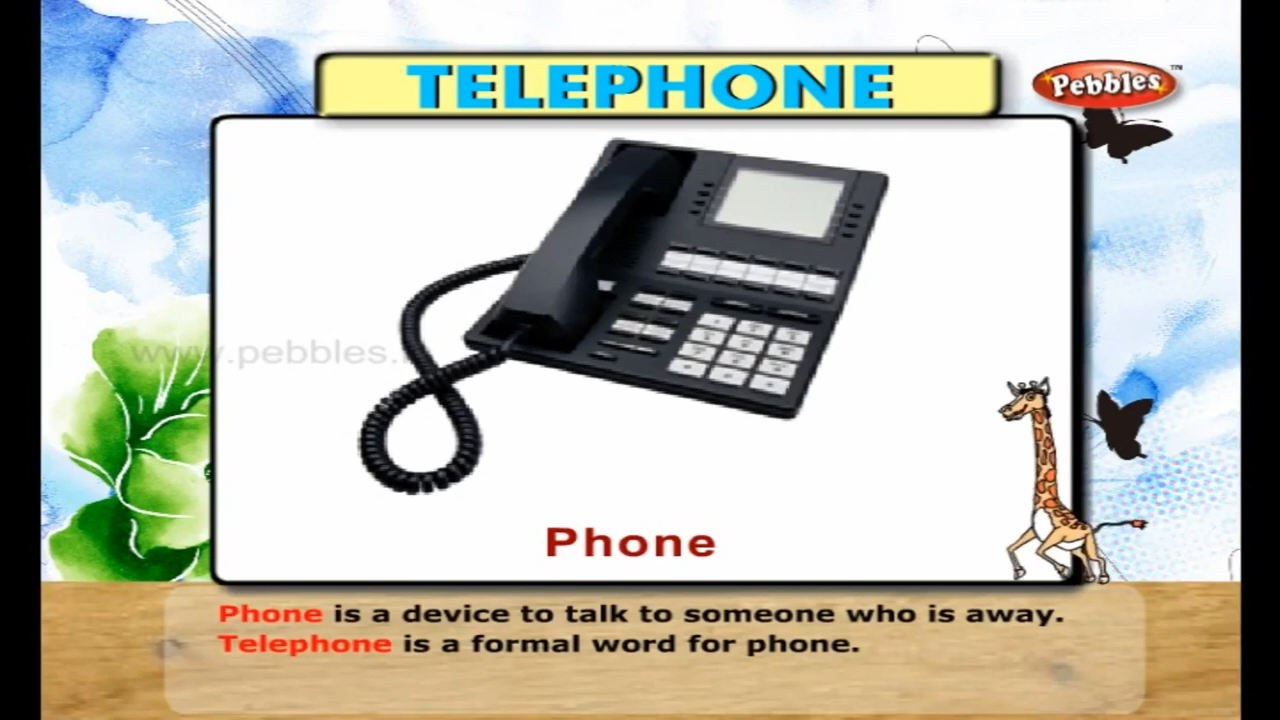 TELEPHONE
Pebbles™
www.pebbles.
Phone
Phone is a device to talk to someone who is away.
Telephone is a formal word for phone.